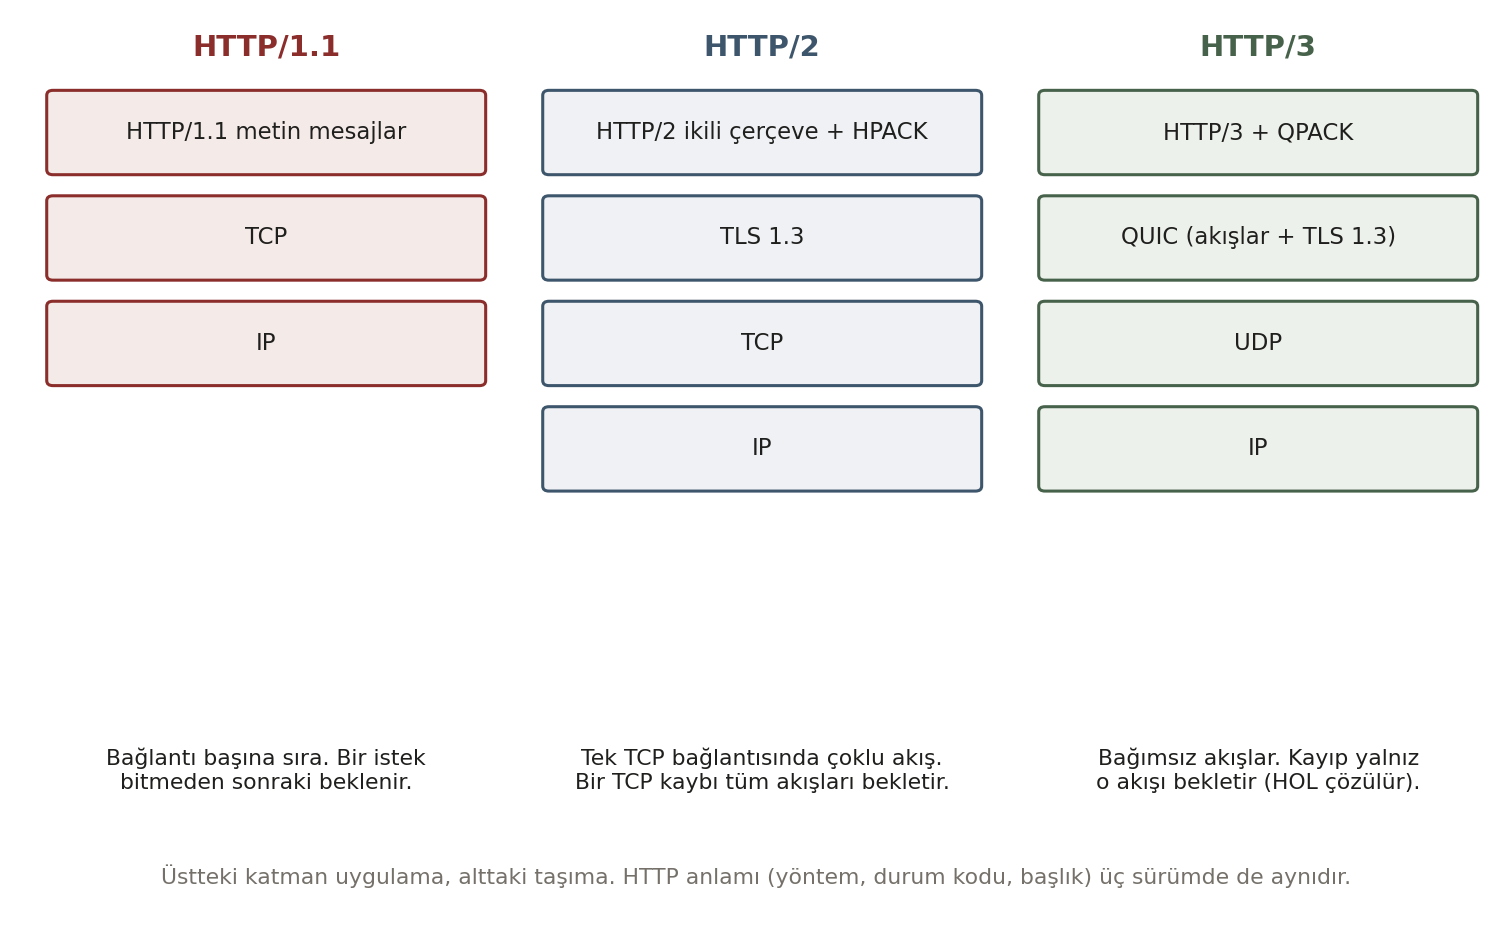 HTTP/1.1
HTTP/1.1 metin mesajlar
TCP
IP
Bağlantı başına sıra. Bir istek
bitmeden sonraki beklenir.
HTTP/2
HTTP/2 ikili çerçeve + HPACK
TLS 1.3
TCP
IP
Tek TCP bağlantısında çoklu akış.
Bir TCP kaybı tüm akışları bekletir.
HTTP/3
HTTP/3 + QPACK
QUIC (akışlar + TLS 1.3)
UDP
IP
Bağımsız akışlar. Kayıp yalnız
o akışı bekletir (HOL çözülür).
Üstteki katman uygulama, alttaki taşıma. HTTP anlamı (yöntem, durum kodu, başlık) üç sürümde de aynıdır.